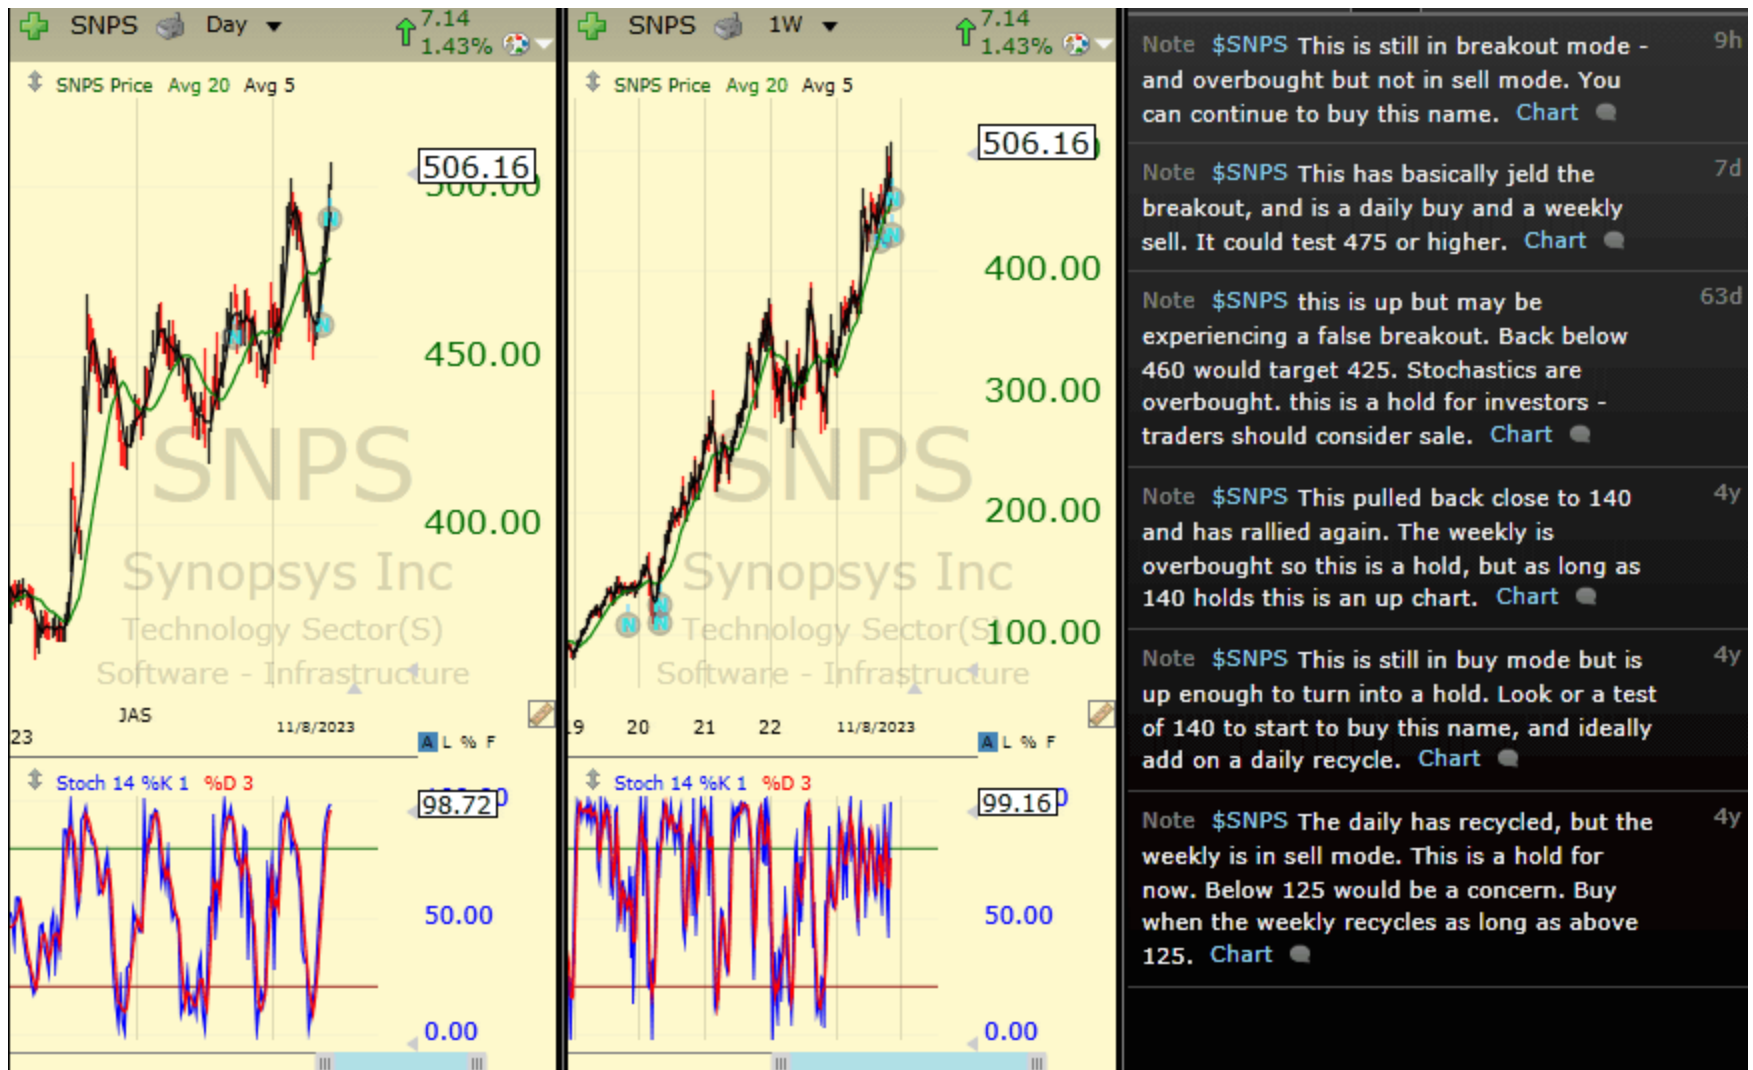 SNPS Day
7.14
1.43%
SNPS Price Avg 20 Avg 5
506.16
500.00
450.00
400.00
SNPS
Synopsys Inc
Technology Sector(S)
Software - Infrastructure
JAS
23
11/8/2023
A L % F
Stoch 14 %K 1 %D 3
98.72
50.00
0.00
SNPS 1W
7.14
1.43%
SNPS Price Avg 20 Avg 5
506.16
400.00
300.00
200.00
100.00
SNPS
Synopsys Inc
Technology Sector(S)
Software - Infrastructure
19 20 21 22 11/8/2023
A L % F
Stoch 14 %K 1 %D 3
99.16
50.00
0.00
Note $SNPS This is still in breakout mode - 9h
and overbought but not in sell mode. You
can continue to buy this name. Chart
Note $SNPS This has basically jeld the 7d
breakout, and is a daily buy and a weekly
sell. It could test 475 or higher. Chart
Note $SNPS this is up but may be 63d
experiencing a false breakout. Back below
460 would target 425. Stochastics are
overbought. this is a hold for investors -
traders should consider sale. Chart
Note $SNPS This pulled back close to 140 4y
and has rallied again. The weekly is
overbought so this is a hold, but as long as
140 holds this is an up chart. Chart
Note $SNPS This is still in buy mode but is 4y
up enough to turn into a hold. Look or a test
of 140 to start to buy this name, and ideally
add on a daily recycle. Chart
Note $SNPS The daily has recycled, but the 4y
weekly is in sell mode. This is a hold for
now. Below 125 would be a concern. Buy
when the weekly recycles as long as above
125. Chart